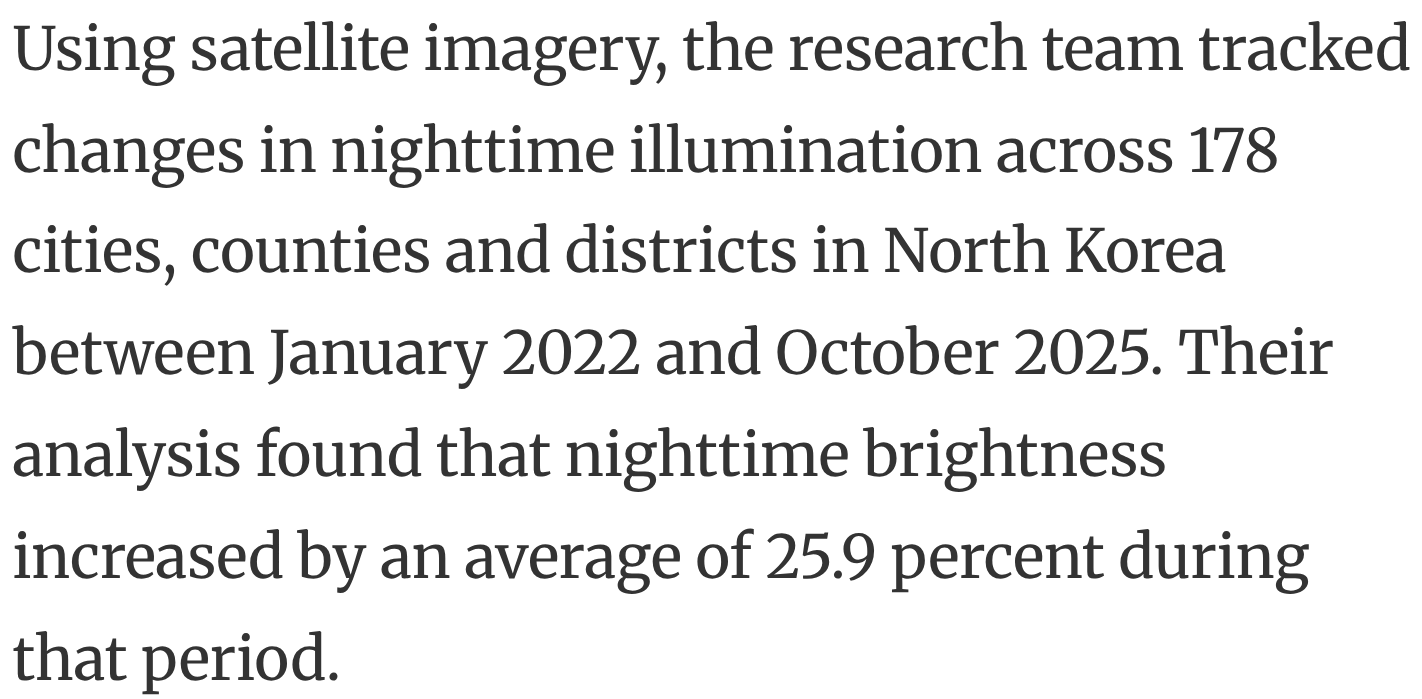 Using satellite imagery, the research team tracked
changes in nighttime illumination across 178
cities, counties and districts in North Korea
between January 2022 and October 2025. Their
analysis found that nighttime brightness
increased by an average of 25.9 percent during
that period.